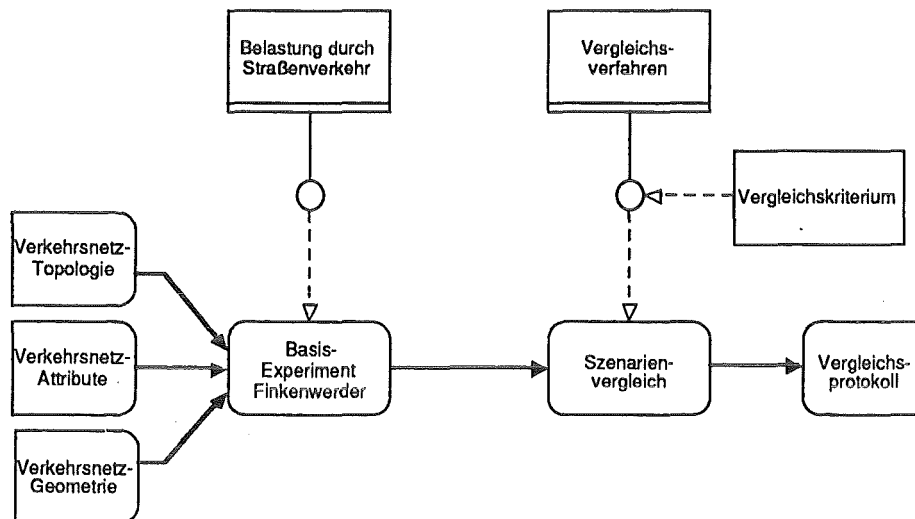 Belastung durch
Straßenverkehr
Vergleichs-
verfahren
Vergleichskriterium
Verkehrsnetz-
Topologie
Verkehrsnetz-
Attribute
Verkehrsnetz-
Geometrie
Basis-
Experiment
Finkenwerder
Szenarien-
vergleich
Vergleichs-
protokoll